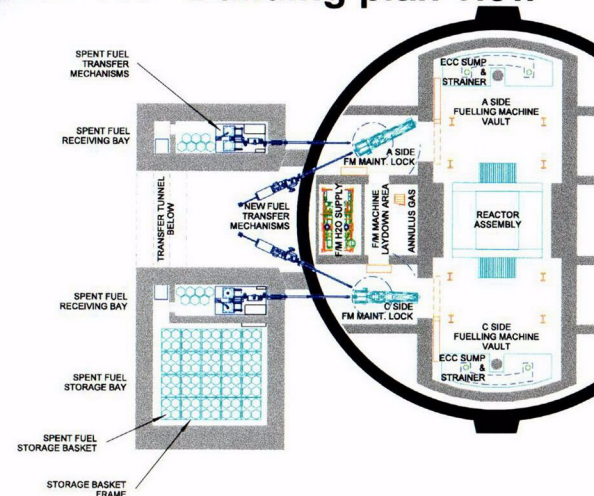 SPENT FUEL
TRANSFER
MECHANISMS
SPENT FUEL
RECEIVING BAY
TRANSFER TUNNEL
BELOW
NEW FUEL
TRANSFER
MECHANISMS
SPENT FUEL
RECEIVING BAY
SPENT FUEL
STORAGE BAY
SPENT FUEL
STORAGE BASKET
STORAGE BASKET
FRAME
ECC SUMP
&
STRAINER
A SIDE
FUELLING MACHINE
VAULT
A SIDE
FM MAINT. LOCK
F/M H2O SUPPLY
F/M MACHINE
LAYDOWN AREA
ANNULUS GAS
REACTOR
ASSEMBLY
C SIDE
FM MAINT. LOCK
C SIDE
FUELLING MACHINE
VAULT
ECC SUMP
&
STRAINER